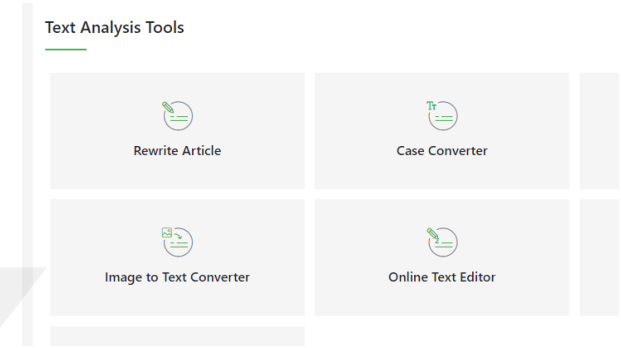 Text Analysis Tools
Rewrite Article
Case Converter
Image to Text Converter
Online Text Editor